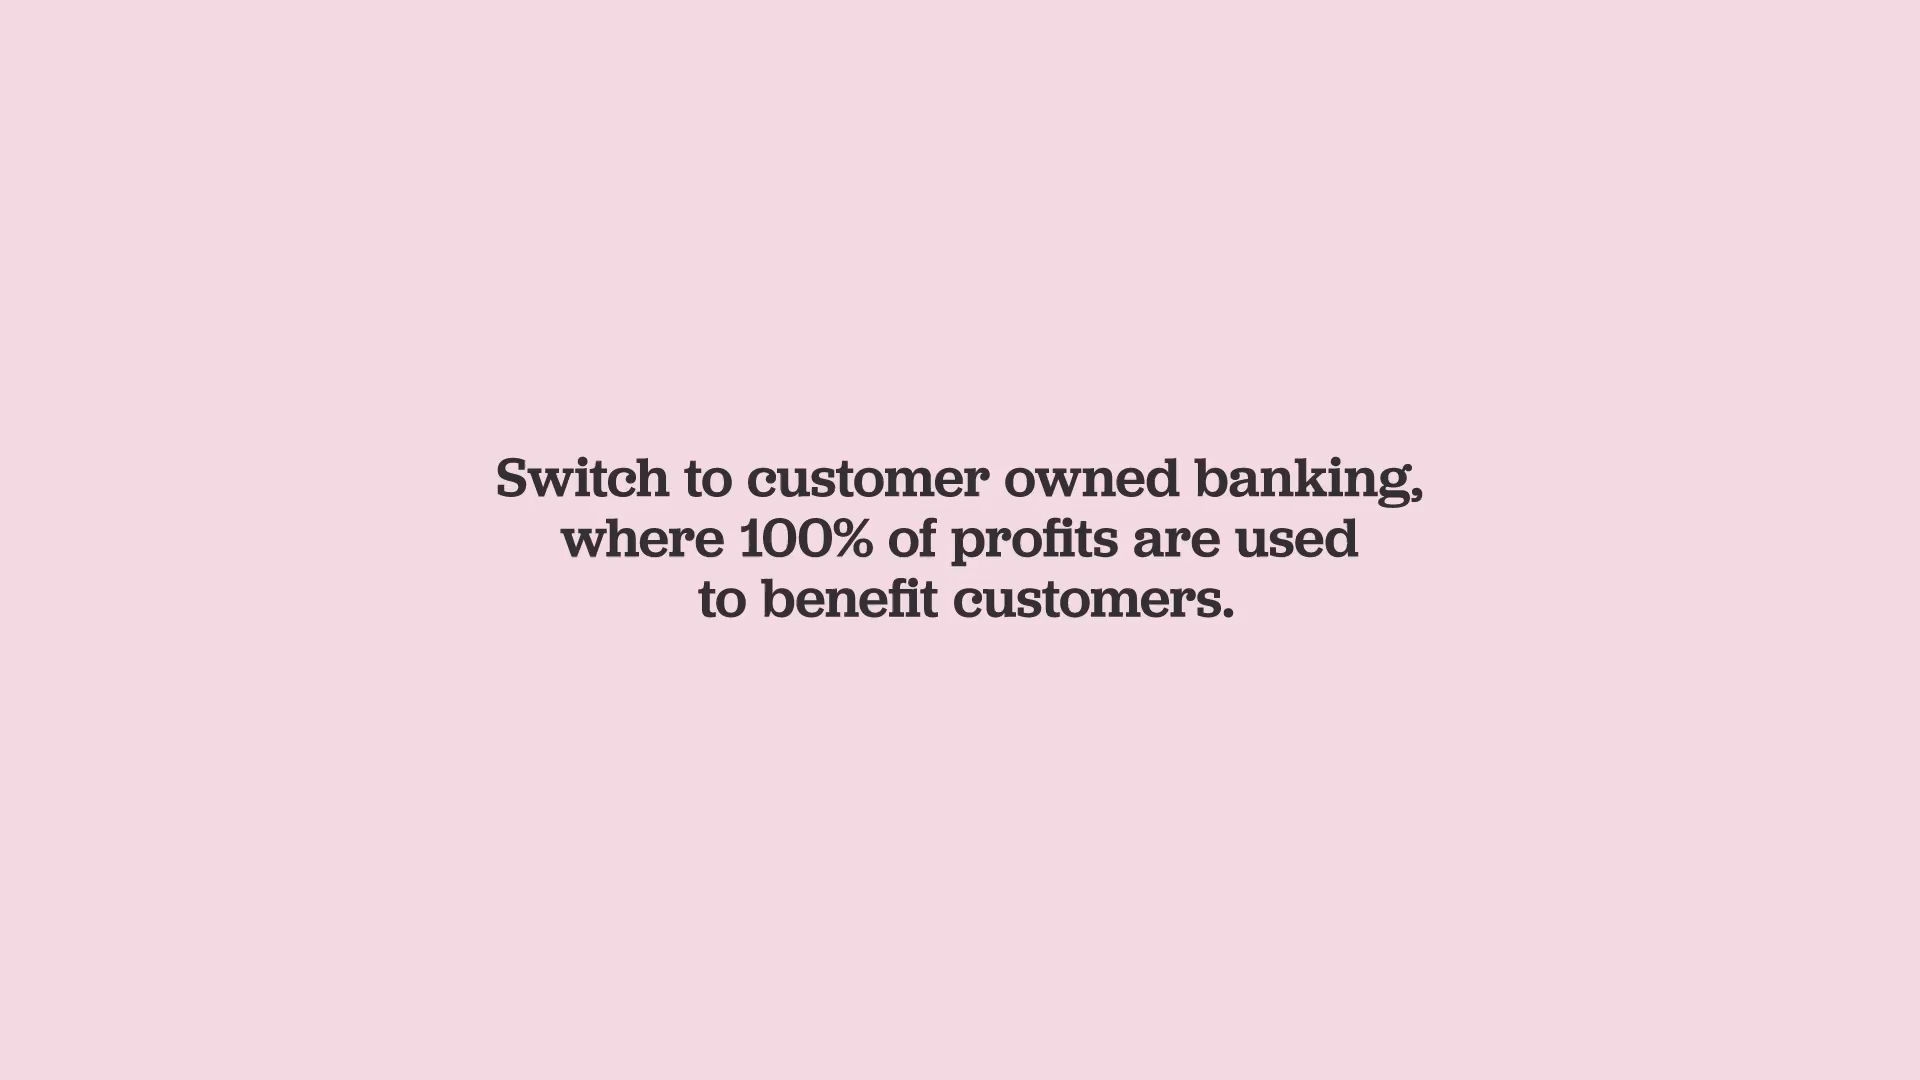 Switch to customer owned banking,
where 100% of profits are used
to benefit customers.